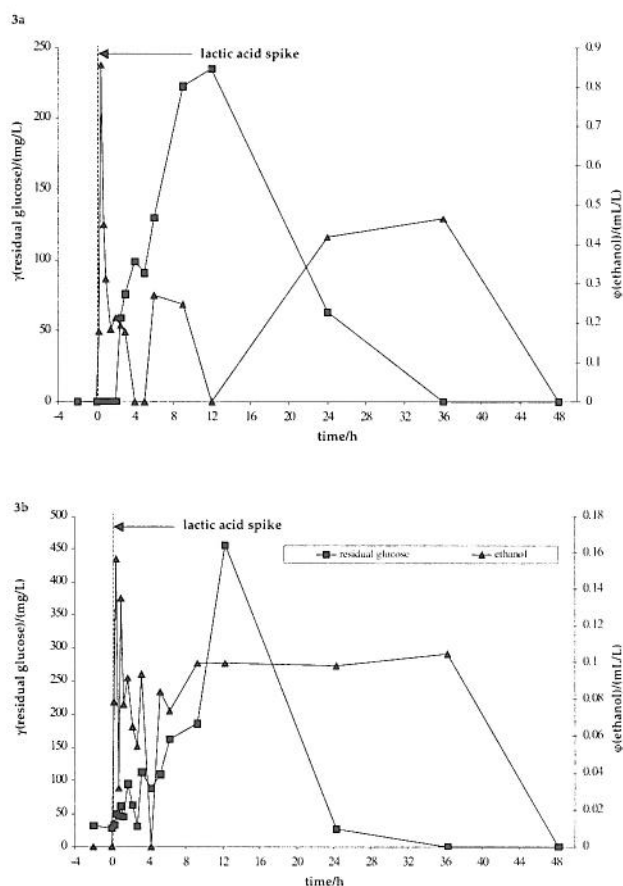 3a
lactic acid spike
γ(residual glucose)/(mg/L)
250
200
150
100
50
0
φ(ethanol)/(mL/L)
0.9
0.8
0.7
0.6
0.5
0.4
0.3
0.2
0.1
0
-4 0 4 8 12 16 20 24 28 32 36 40 44 48
time/h
3b
lactic acid spike
residual glucose ethanol
γ(residual glucose)/(mg/L)
500
450
400
350
300
250
200
150
100
50
0
φ(ethanol)/(mL/L)
0.18
0.16
0.14
0.12
0.1
0.08
0.06
0.04
0.02
0
-4 0 4 8 12 16 20 24 28 32 36 40 44 48
time/h